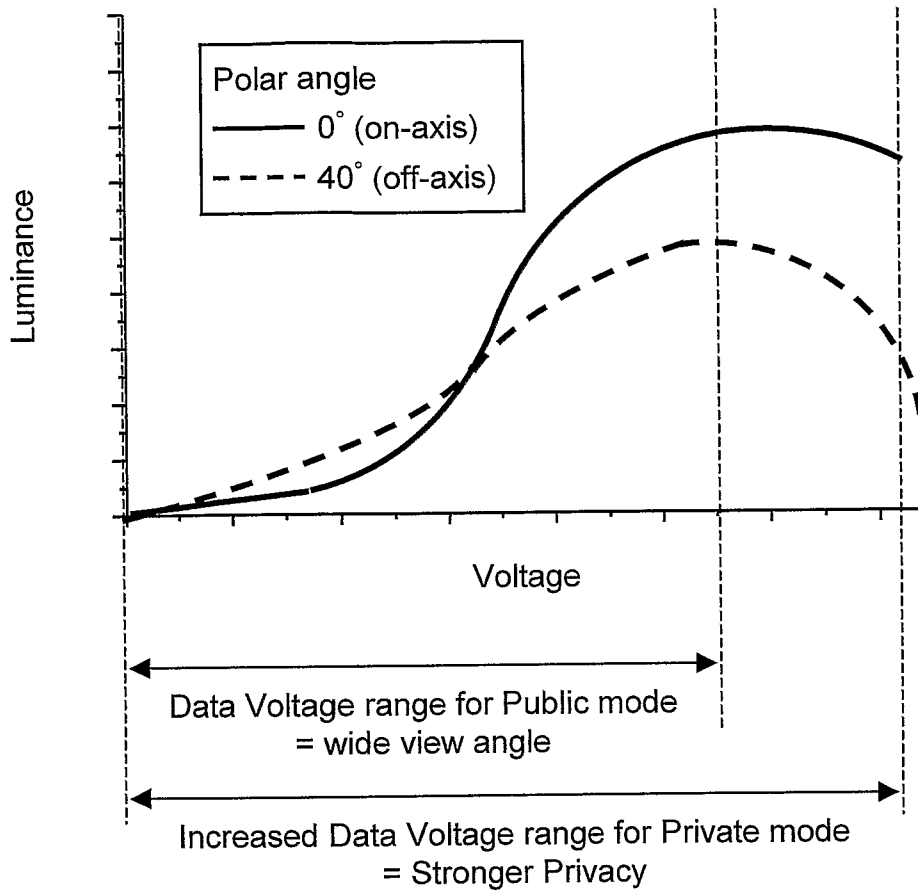 Polar angle
0° (on-axis)
40° (off-axis)
Luminance
Voltage
Data Voltage range for Public mode
= wide view angle
Increased Data Voltage range for Private mode
= Stronger Privacy